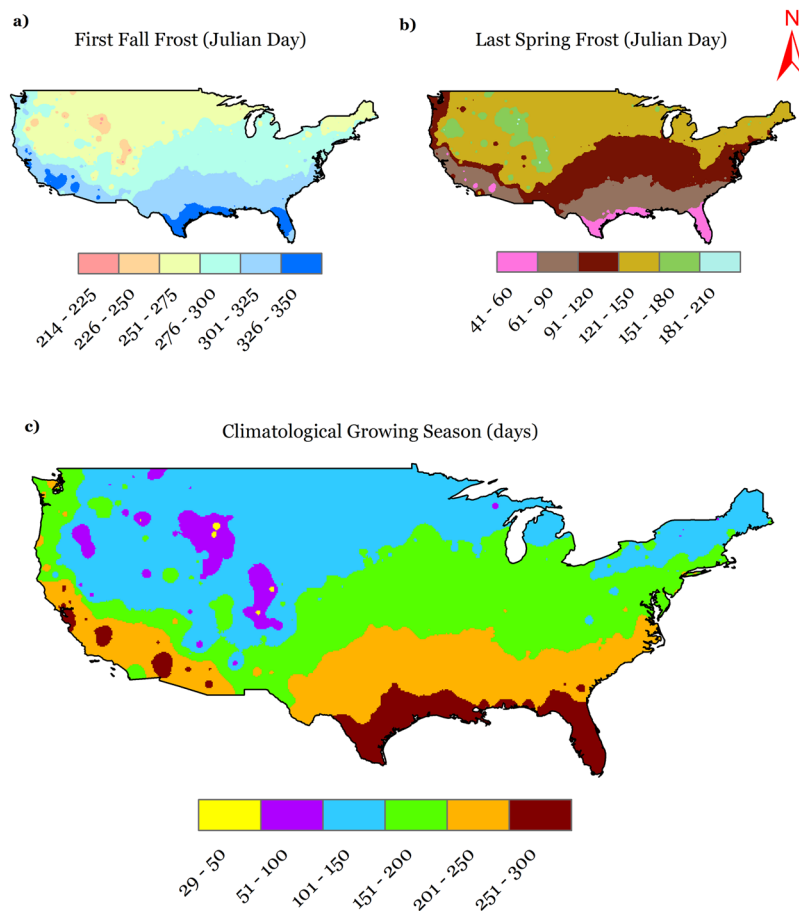 a)
First Fall Frost (Julian Day)
214 - 225
226 - 250
251 - 275
276 - 300
301 - 325
326 - 350
b)
Last Spring Frost (Julian Day)
N
41 - 60
61 - 90
91 - 120
121 - 150
151 - 180
181 - 210
c)
Climatological Growing Season (days)
29 - 50
51 - 100
101 - 150
151 - 200
201 - 250
251 - 300